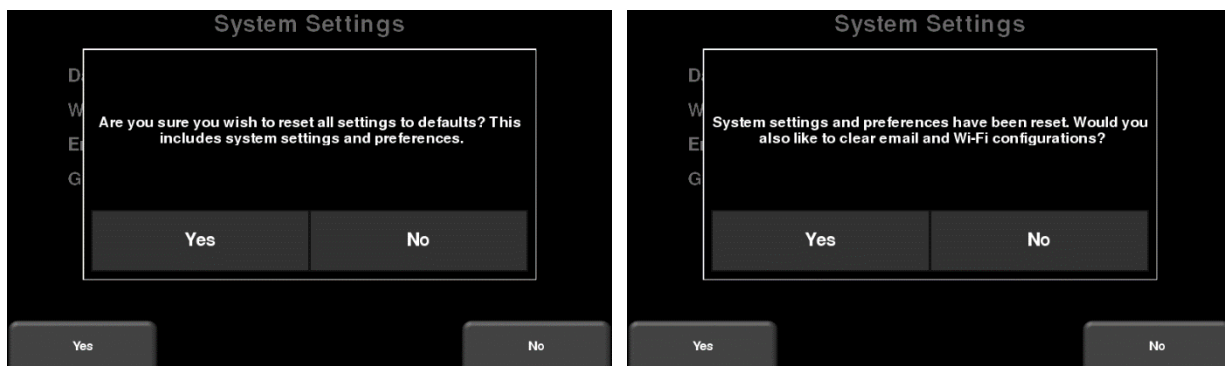 System Settings
D
W
E
G
Are you sure you wish to reset all settings to defaults? This
includes system settings and preferences.
Yes No
Yes No
System Settings
D
W
E
G
System settings and preferences have been reset. Would you
also like to clear email and Wi-Fi configurations?
Yes No
Yes No